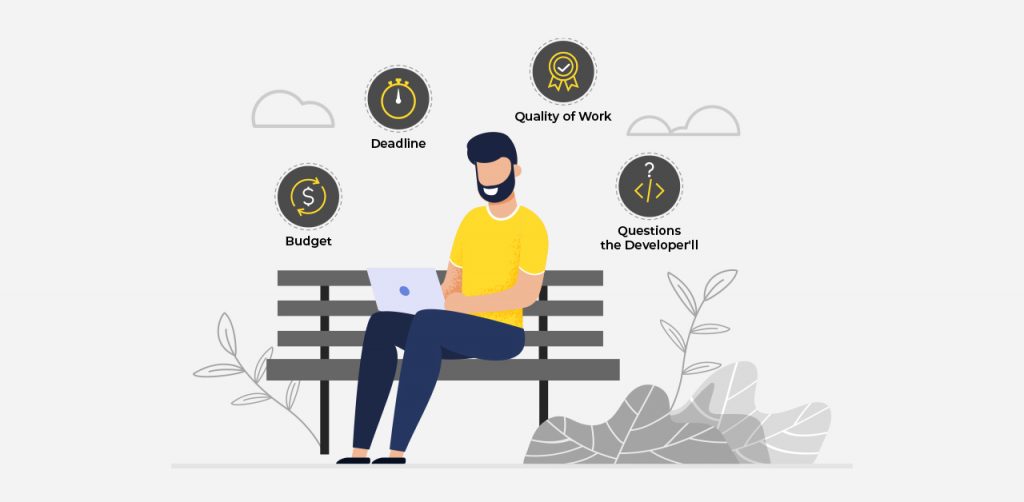 Quality of Work
Deadline
Budget
?
$
</>
Questions
the Developer'll